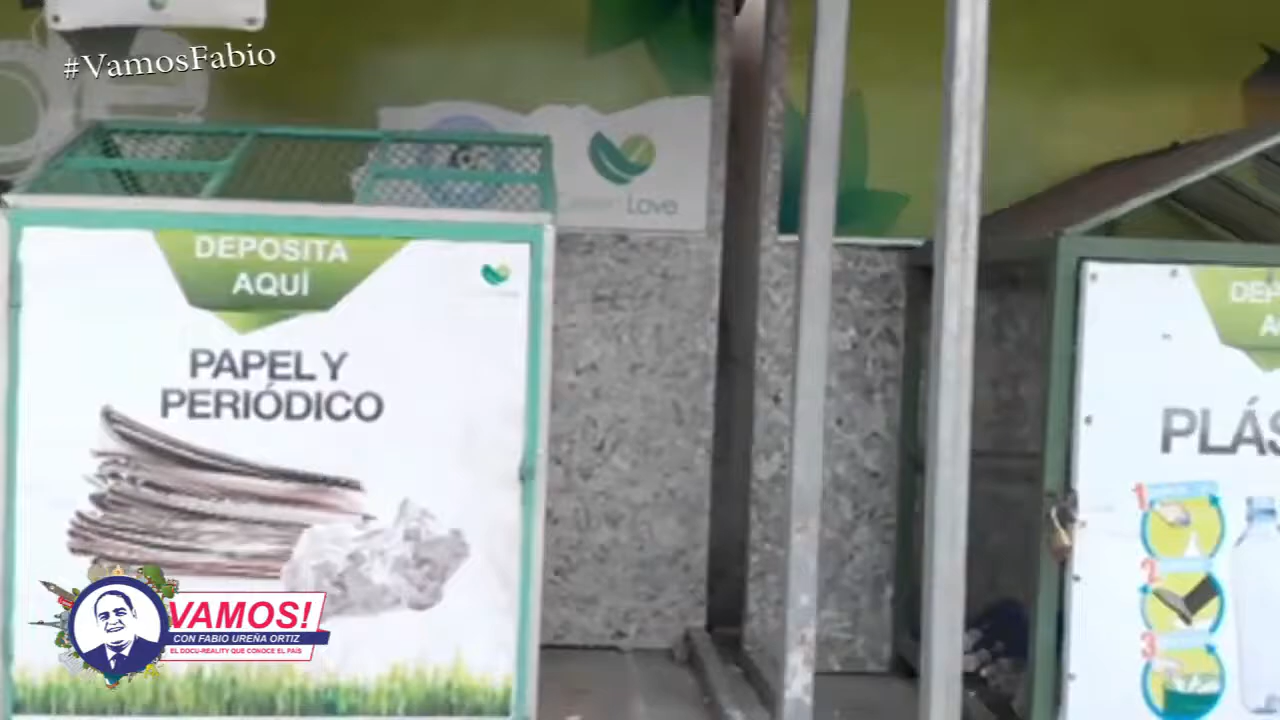 #VamosFabio
Green Love
DEPOSITA
AQUÍ
PAPEL Y
PERIÓDICO
PLÁS
1
2
3
VAMOS!
CON FABIO UREÑA ORTIZ
EL DOCU-REALITY QUE CONOCE EL PAÍS